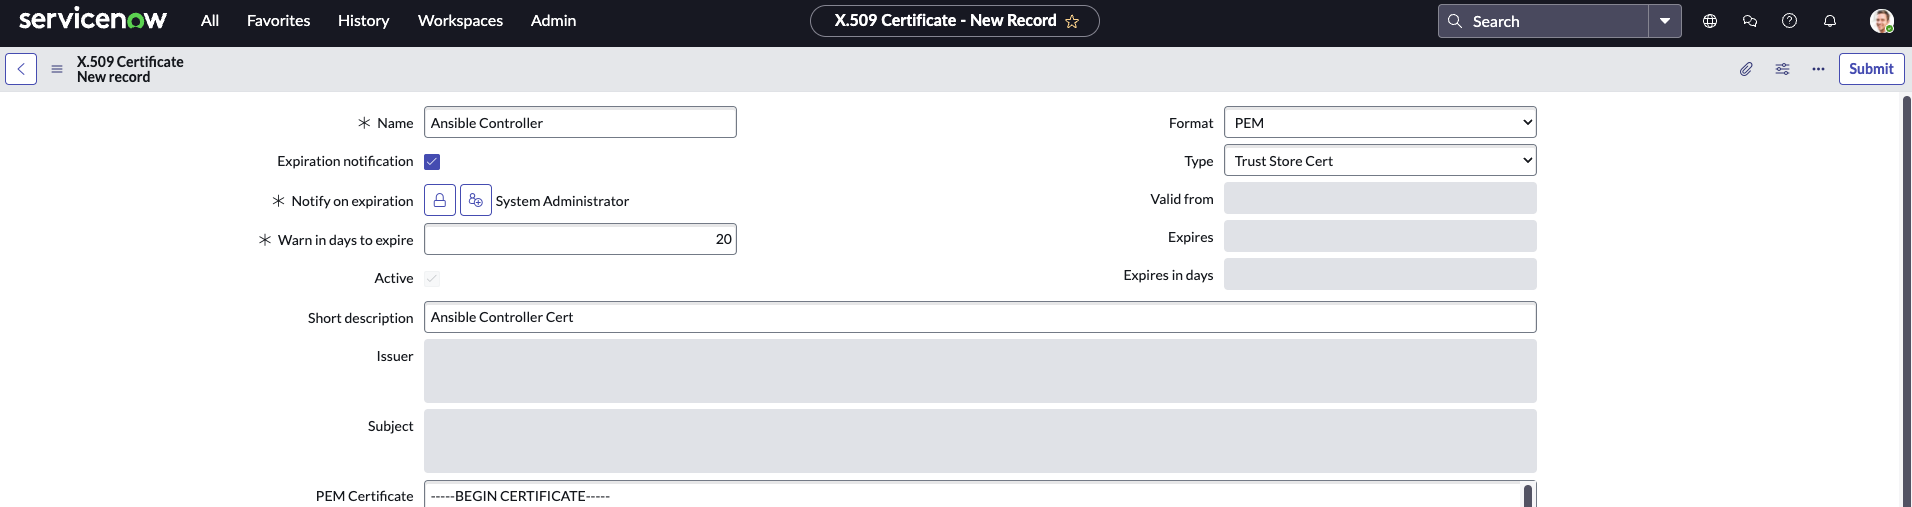 servicenow All Favorites History Workspaces Admin X.509 Certificate - New Record Search
X.509 Certificate
New record
Submit
Name Ansible Controller
Format PEM
Expiration notification
Type Trust Store Cert
Notify on expiration System Administrator
Valid from
Warn in days to expire 20
Expires
Active
Expires in days
Short description Ansible Controller Cert
Issuer
Subject
PEM Certificate -----BEGIN CERTIFICATE-----